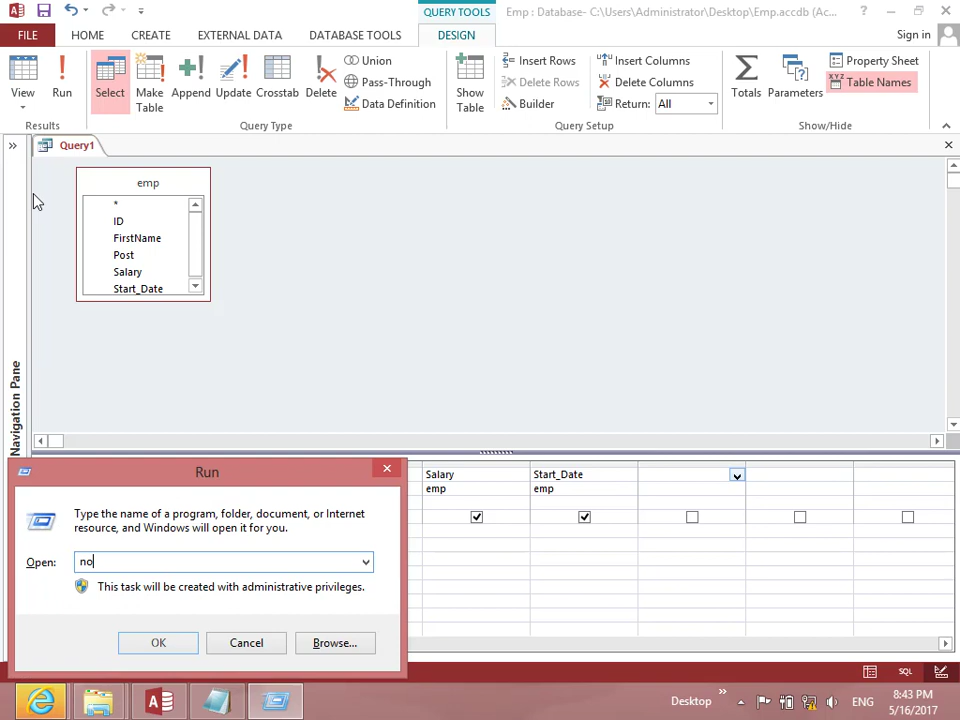 QUERY TOOLS
Emp : Database- C:\Users\Administrator\Desktop\Emp.accdb (Ac...
?
FILE
HOME
CREATE
EXTERNAL DATA
DATABASE TOOLS
DESIGN
Sign in
View
Run
Select
Make Table
Append
Update
Crosstab
Delete
Union
Pass-Through
Data Definition
Show Table
Insert Rows
Delete Rows
Builder
Insert Columns
Delete Columns
Return: All
Totals
Parameters
Property Sheet
XYZ Table Names
Results
Query Type
Query Setup
Show/Hide
Query1
emp
*
ID
FirstName
Post
Salary
Start_Date
Navigation Pane
Salary
Start_Date
emp
emp
Run
Type the name of a program, folder, document, or Internet
resource, and Windows will open it for you.
Open: no
This task will be created with administrative privileges.
OK
Cancel
Browse...
SQL
Desktop
ENG
8:43 PM
5/16/2017